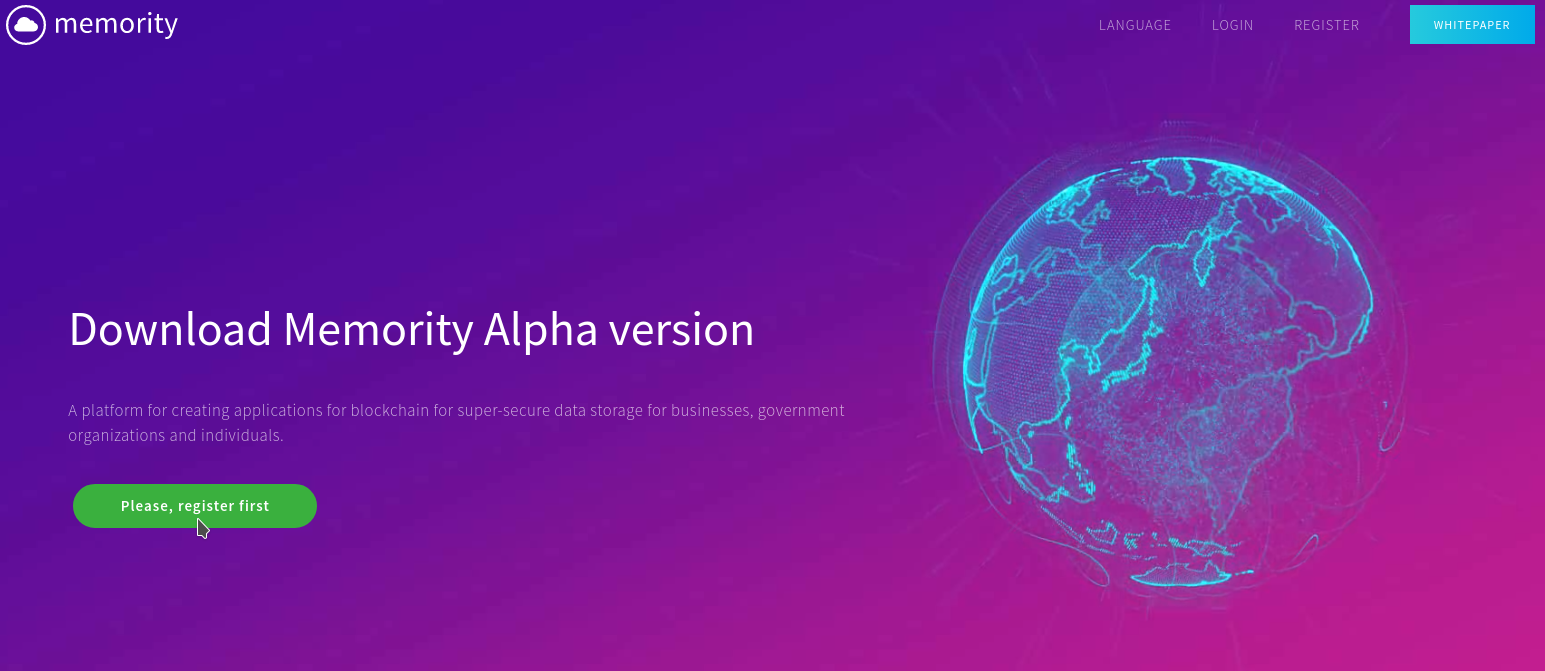 memority
LANGUAGE
LOGIN
REGISTER
WHITEPAPER
Download Memority Alpha version
A platform for creating applications for blockchain for super-secure data storage for businesses, government
organizations and individuals.
Please, register first